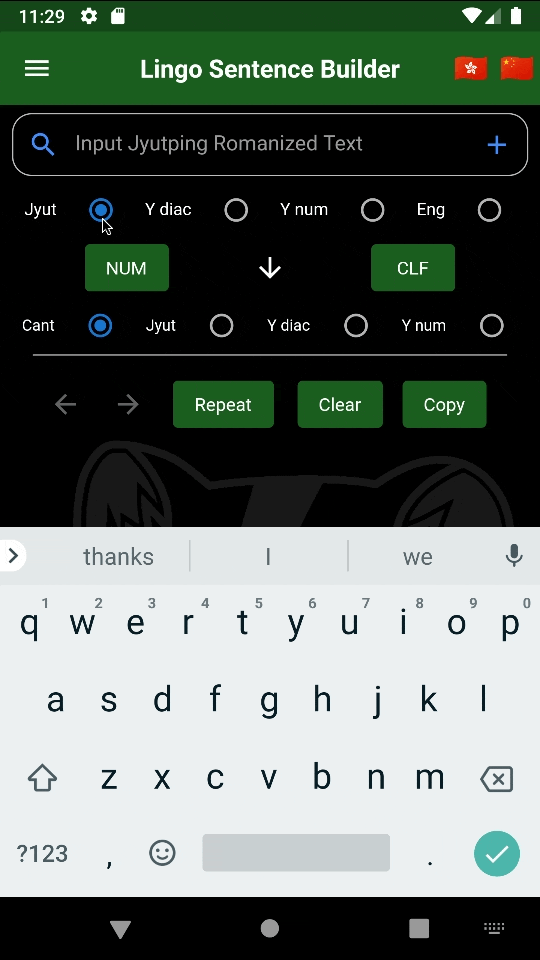 11:29
Lingo Sentence Builder
Input Jyutping Romanized Text
Jyut Y diac Y num Eng
NUM CLF
Cant Jyut Y diac Y num
Repeat Clear Copy
thanks I we
1 2 3 4 5 6 7 8 9 0
q w e r t y u i o p
a s d f g h j k l
z x c v b n m
?123 , .